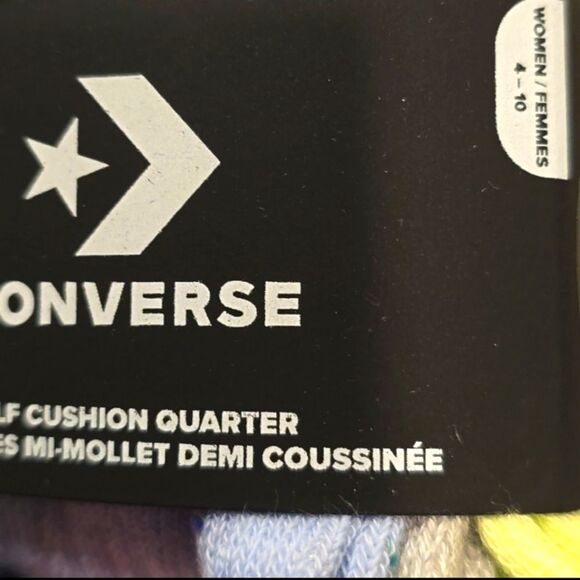 WOMEN / FEMMES
4 – 10
ONVERSE
LF CUSHION QUARTER
ES MI-MOLLET DEMI COUSSINÉE